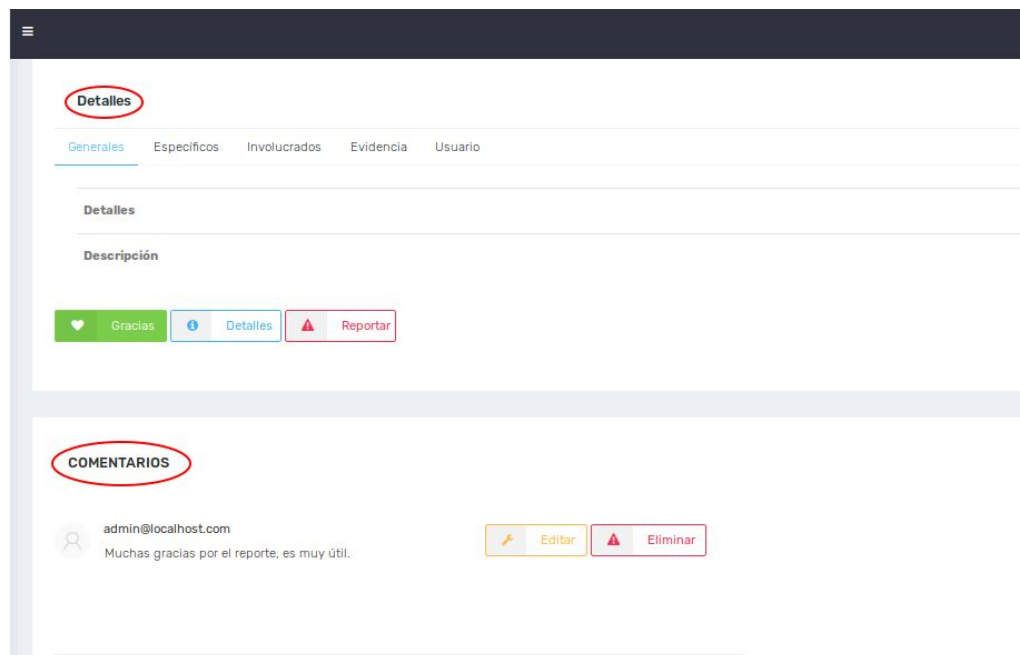 Detalles
Generales Específicos Involucrados Evidencia Usuario
Detalles
Descripción
Gracias Detalles Reportar
COMENTARIOS
admin@localhost.com
Muchas gracias por el reporte, es muy útil.
Editar Eliminar